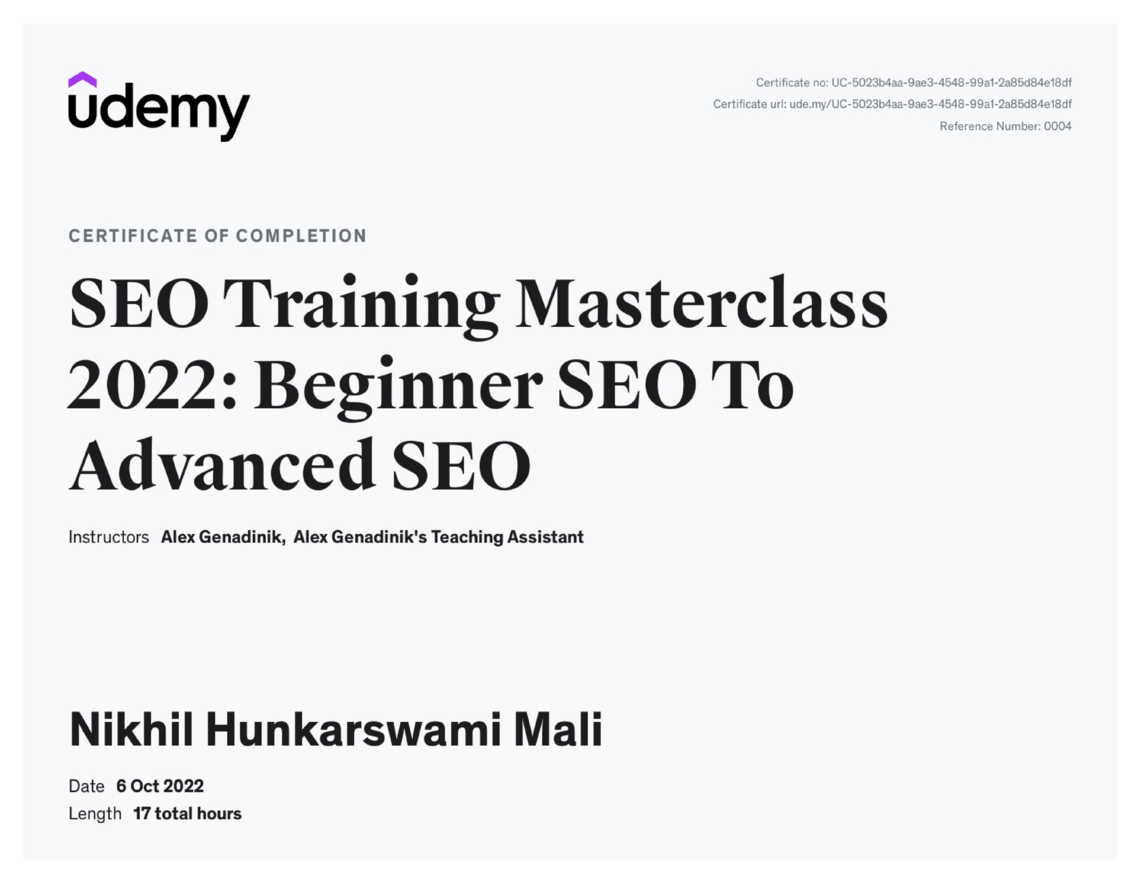 udemy
Certificate no: UC-5023b4aa-9ae3-4548-99a1-2a85d84e18df
Certificate url: ude.my/UC-5023b4aa-9ae3-4548-99a1-2a85d84e18df
Reference Number: 0004
CERTIFICATE OF COMPLETION
SEO Training Masterclass
2022: Beginner SEO To
Advanced SEO
Instructors Alex Genadinik, Alex Genadinik's Teaching Assistant
Nikhil Hunkarswami Mali
Date 6 Oct 2022
Length 17 total hours